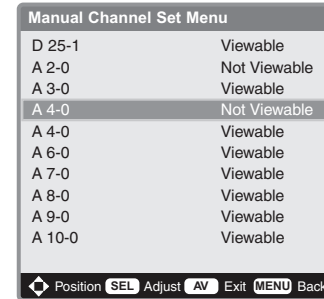 Manual Channel Set Menu
D 25-1 Viewable
A 2-0 Not Viewable
A 3-0 Viewable
A 4-0 Not Viewable
A 4-0 Viewable
A 6-0 Viewable
A 7-0 Viewable
A 8-0 Viewable
A 9-0 Viewable
A 10-0 Viewable
Position SEL Adjust AV Exit MENU Back